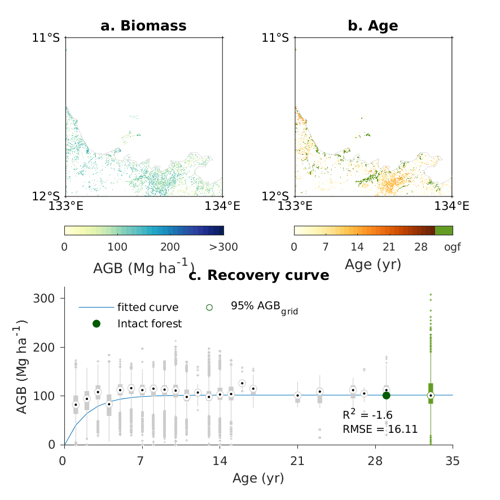 a. Biomass
b. Age
11°S
11°S
12°S
12°S
133°E
134°E
133°E
134°E
0 100 200 >300
0 7 14 21 28 ogf
AGB (Mg ha⁻¹)
Age (yr)
c. Recovery curve
fitted curve
95% AGB_grid
Intact forest
300
200
100
0
AGB (Mg ha⁻¹)
R² = -1.6
RMSE = 16.11
0 7 14 21 28 35
Age (yr)